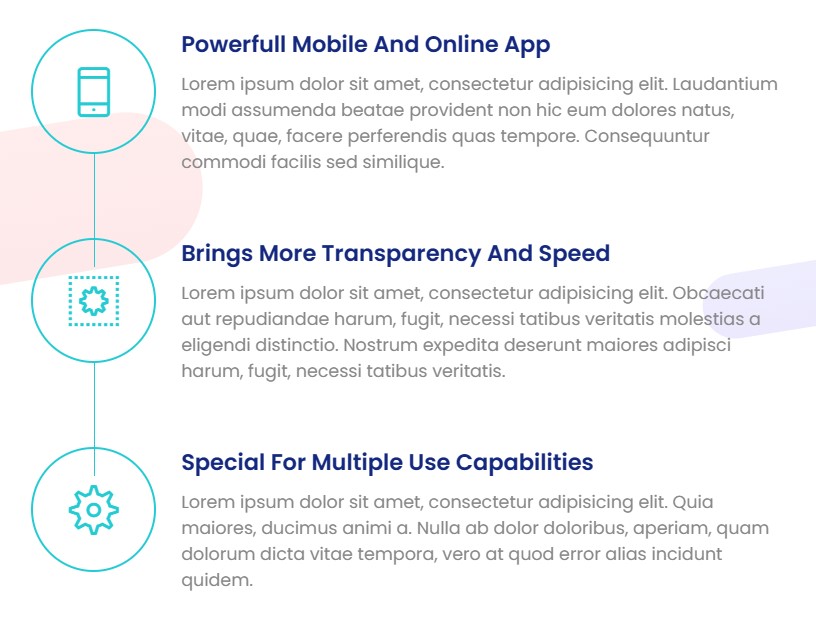 Powerfull Mobile And Online App
Lorem ipsum dolor sit amet, consectetur adipisicing elit. Laudantium
modi assumenda beatae provident non hic eum dolores natus,
vitae, quae, facere perferendis quas tempore. Consequuntur
commodi facilis sed similique.
Brings More Transparency And Speed
Lorem ipsum dolor sit amet, consectetur adipisicing elit. Obcaecati
aut repudiandae harum, fugit, necessi tatibus veritatis molestias a
eligendi distinctio. Nostrum expedita deserunt maiores adipisci
harum, fugit, necessi tatibus veritatis.
Special For Multiple Use Capabilities
Lorem ipsum dolor sit amet, consectetur adipisicing elit. Quia
maiores, ducimus animi a. Nulla ab dolor doloribus, aperiam, quam
dolorum dicta vitae tempora, vero at quod error alias incidunt
quidem.